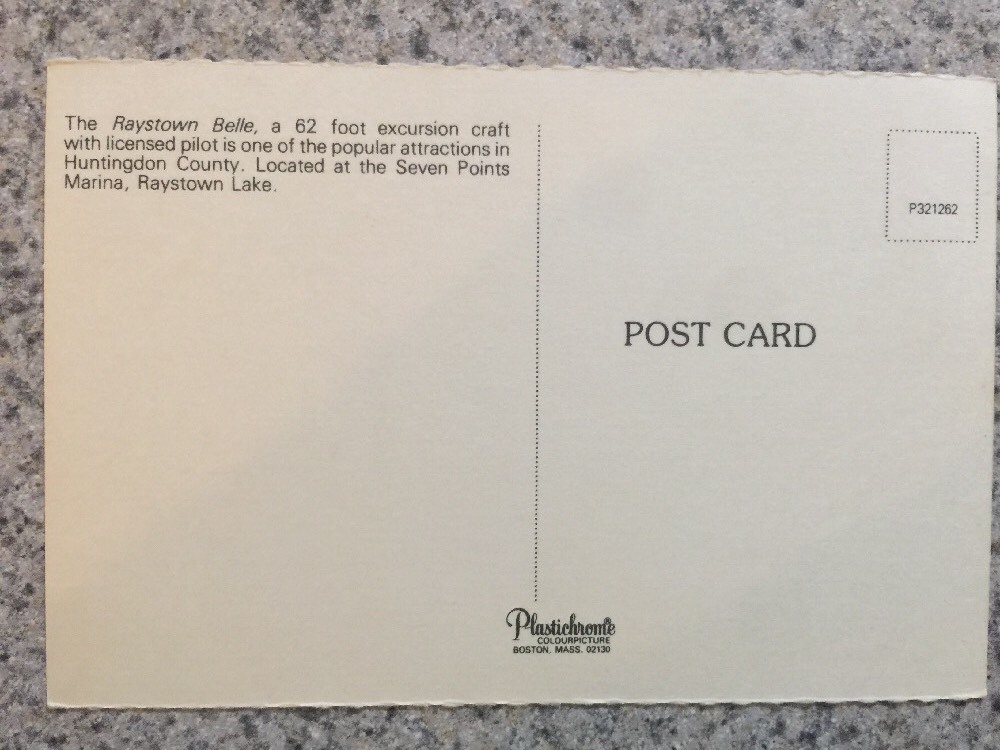 The Raystown Belle, a 62 foot excursion craft
with licensed pilot is one of the popular attractions in
Huntingdon County. Located at the Seven Points
Marina, Raystown Lake.
P321262
POST CARD
Plastichrome®
COLOURPICTURE
BOSTON, MASS. 02130